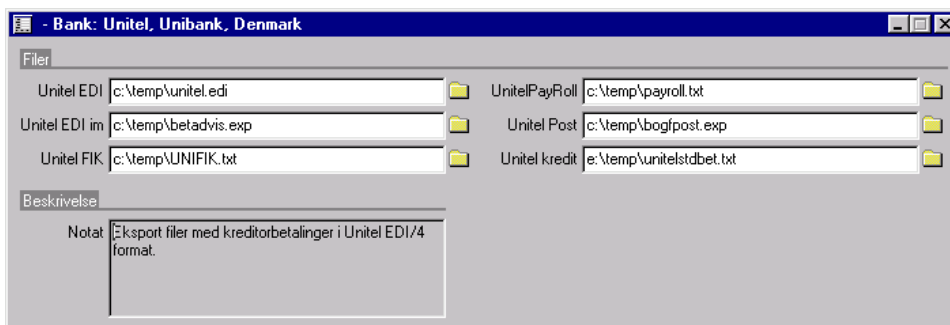 - Bank: Unitel, Unibank, Denmark
Filer
Unitel EDI c:\temp\unitel.edi UnitelPayRoll c:\temp\payroll.txt
Unitel EDI im c:\temp\betadvis.exp Unitel Post c:\temp\bogfpost.exp
Unitel FIK c:\temp\UNIFIK.txt Unitel kredit e:\temp\unitelstdbet.txt
Beskrivelse
Notat Eksport filer med kreditorbetalinger i Unitel EDI/4
format.